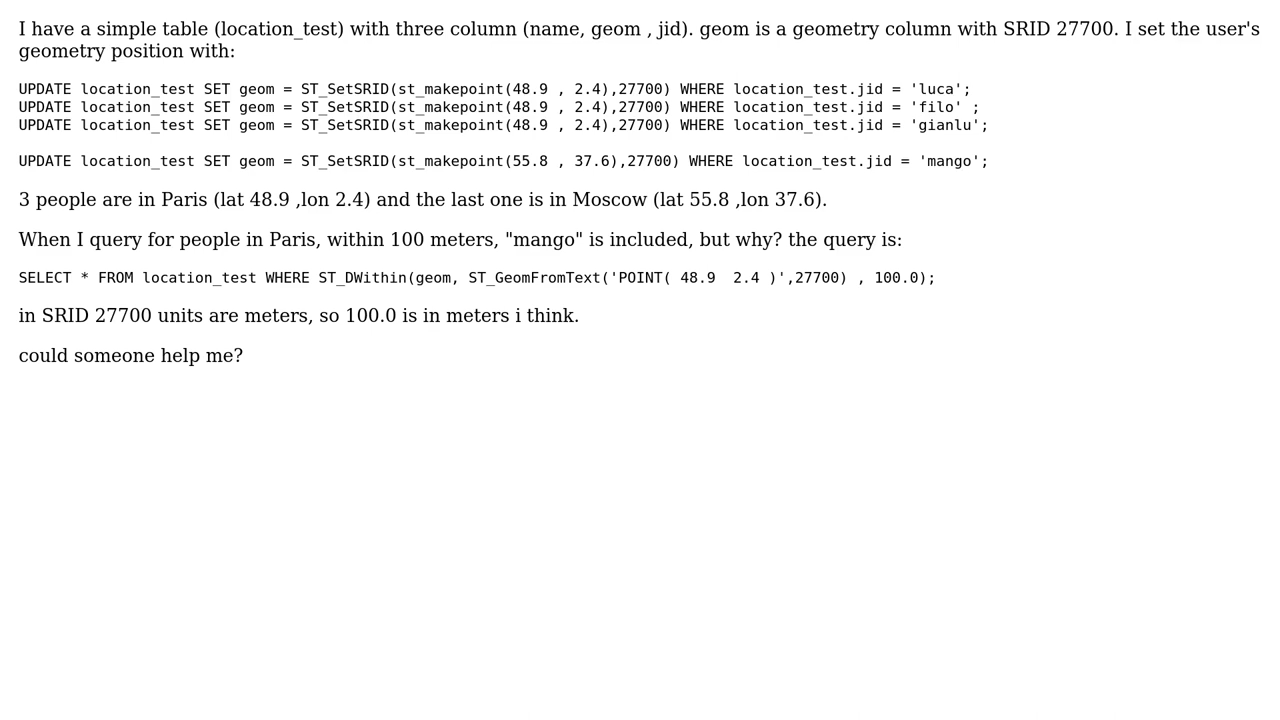 I have a simple table (location_test) with three column (name, geom , jid). geom is a geometry column with SRID 27700. I set the user's
geometry position with:
UPDATE location_test SET geom = ST_SetSRID(st_makepoint(48.9 , 2.4),27700) WHERE location_test.jid = 'luca';
UPDATE location_test SET geom = ST_SetSRID(st_makepoint(48.9 , 2.4),27700) WHERE location_test.jid = 'filo' ;
UPDATE location_test SET geom = ST_SetSRID(st_makepoint(48.9 , 2.4),27700) WHERE location_test.jid = 'gianlu';
UPDATE location_test SET geom = ST_SetSRID(st_makepoint(55.8 , 37.6),27700) WHERE location_test.jid = 'mango';
3 people are in Paris (lat 48.9 ,lon 2.4) and the last one is in Moscow (lat 55.8 ,lon 37.6).
When I query for people in Paris, within 100 meters, "mango" is included, but why? the query is:
SELECT * FROM location_test WHERE ST_DWithin(geom, ST_GeomFromText('POINT( 48.9  2.4 )',27700) , 100.0);
in SRID 27700 units are meters, so 100.0 is in meters i think.
could someone help me?